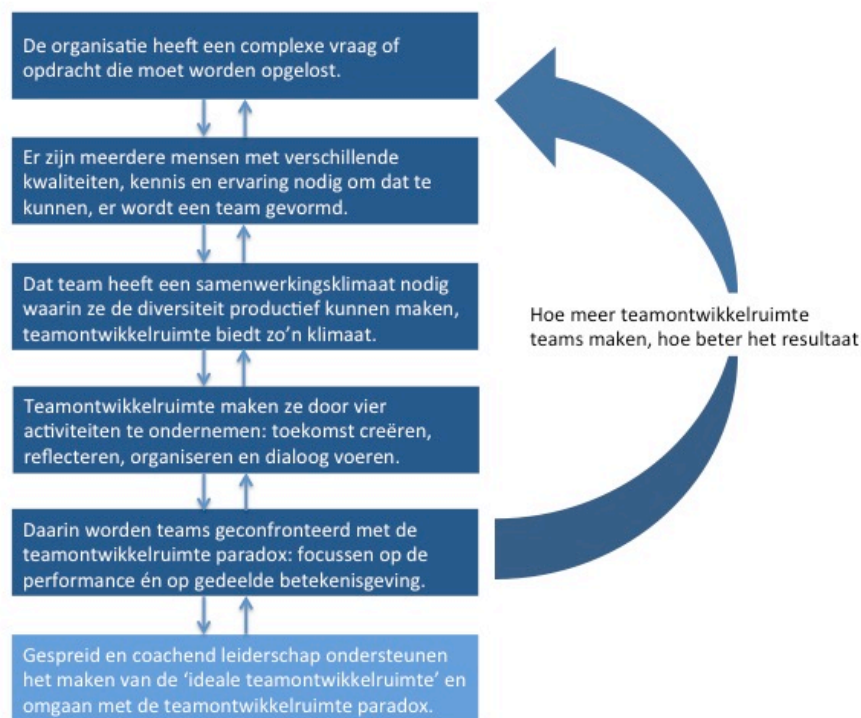 De organisatie heeft een complexe vraag of
opdracht die moet worden opgelost.
Er zijn meerdere mensen met verschillende
kwaliteiten, kennis en ervaring nodig om dat te
kunnen, er wordt een team gevormd.
Dat team heeft een samenwerkingsklimaat nodig
waarin ze de diversiteit productief kunnen maken,
teamontwikkelruimte biedt zo’n klimaat.
Teamontwikkelruimte maken ze door vier
activiteiten te ondernemen: toekomst creëren,
reflecteren, organiseren en dialoog voeren.
Daarin worden teams geconfronteerd met de
teamontwikkelruimte paradox: focussen op de
performance én op gedeelde betekenisgeving.
Gespreid en coachend leiderschap ondersteunen
het maken van de ‘ideale teamontwikkelruimte’ en
omgaan met de teamontwikkelruimte paradox.
Hoe meer teamontwikkelruimte
teams maken, hoe beter het resultaat